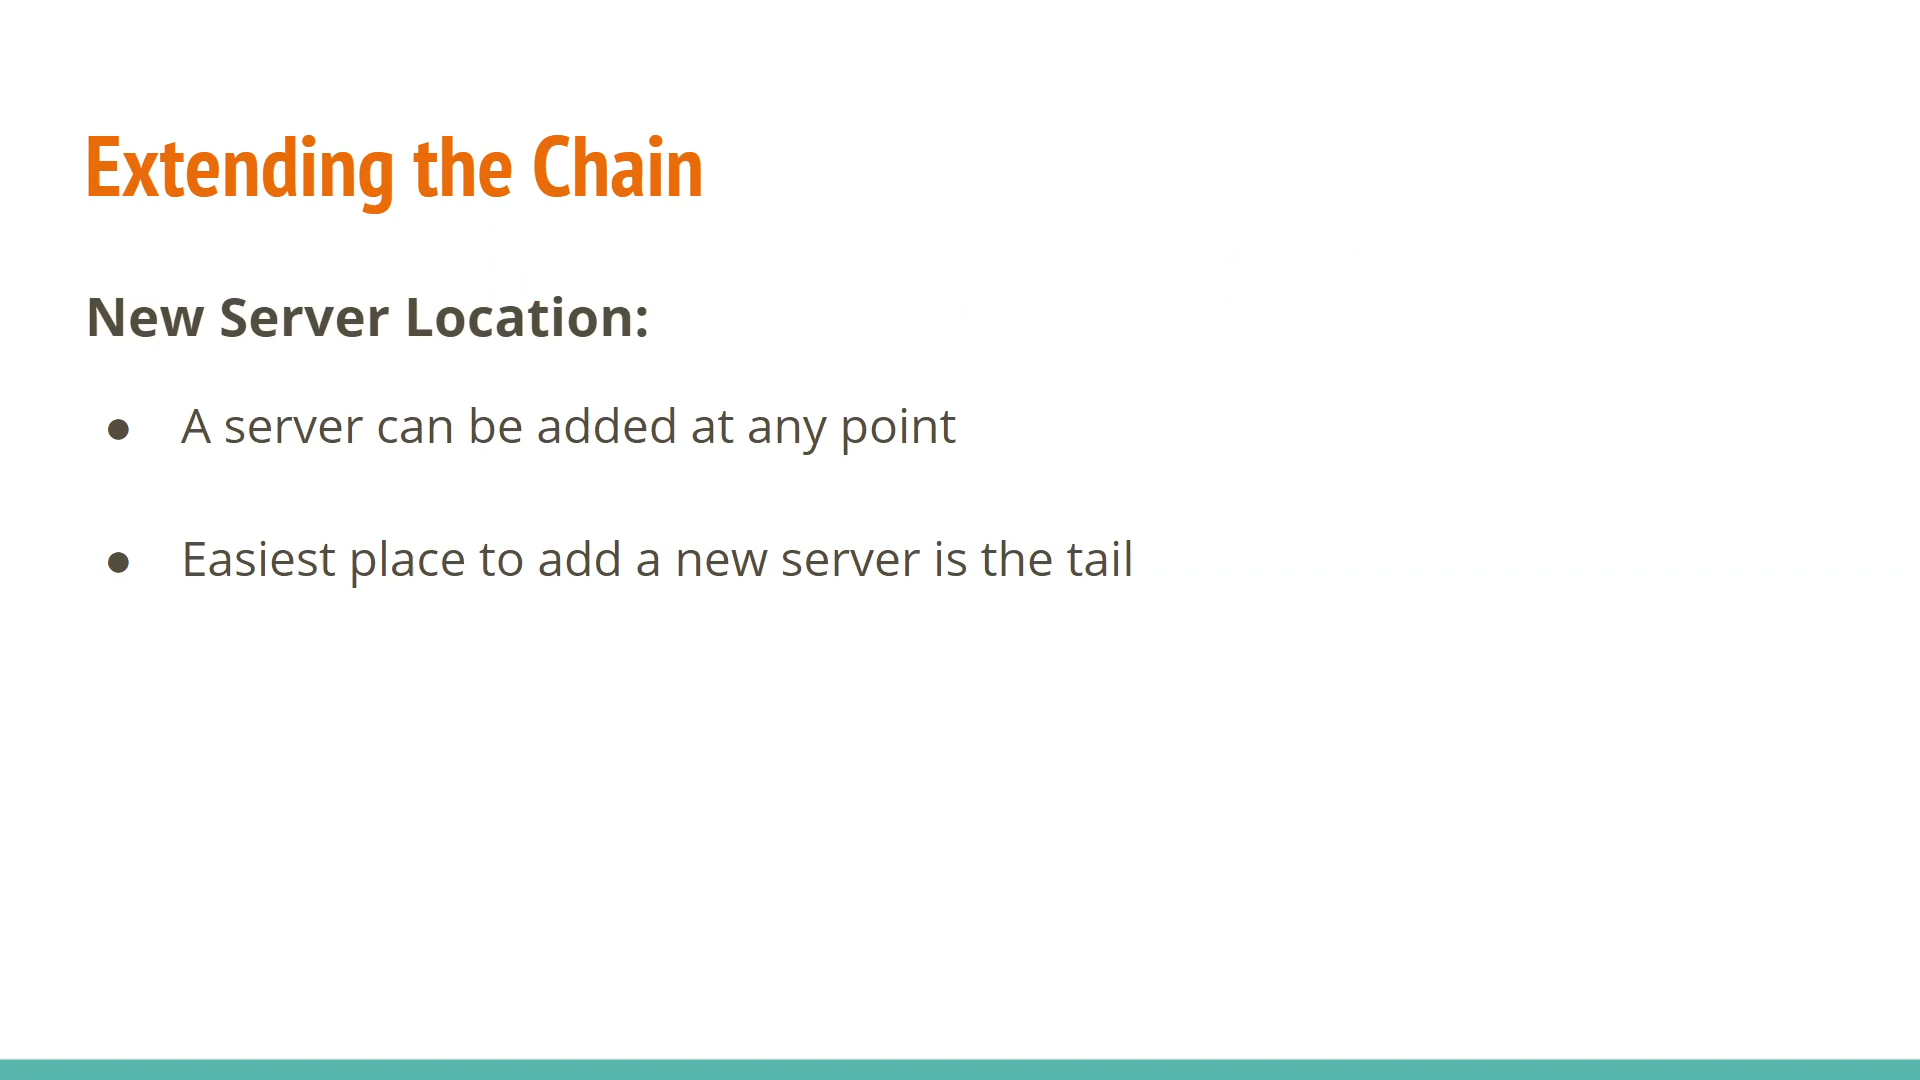 Extending the Chain
New Server Location:
● A server can be added at any point
● Easiest place to add a new server is the tail